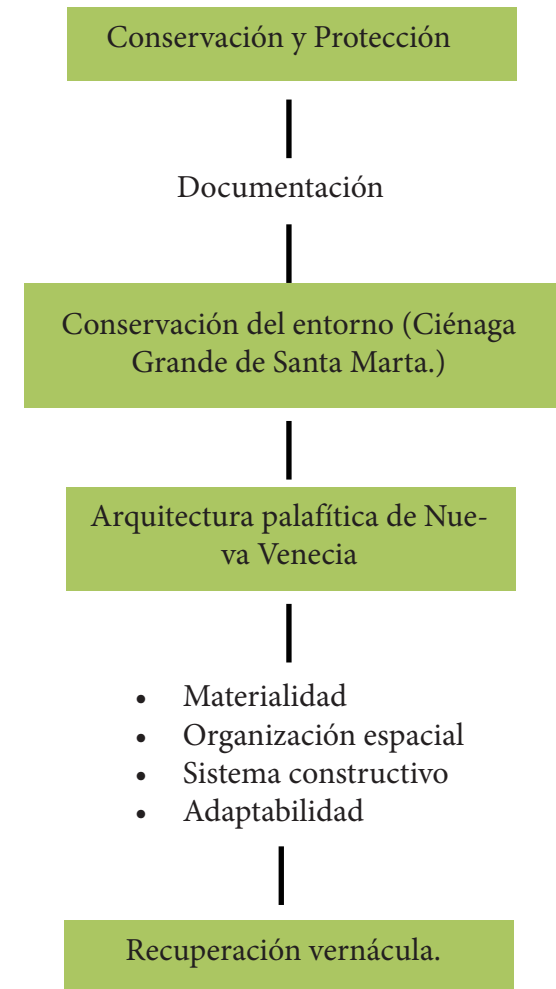 Conservación y Protección
Documentación
Conservación del entorno (Ciénaga
Grande de Santa Marta.)
Arquitectura palafítica de Nue-
va Venecia
• Materialidad
• Organización espacial
• Sistema constructivo
• Adaptabilidad
Recuperación vernácula.